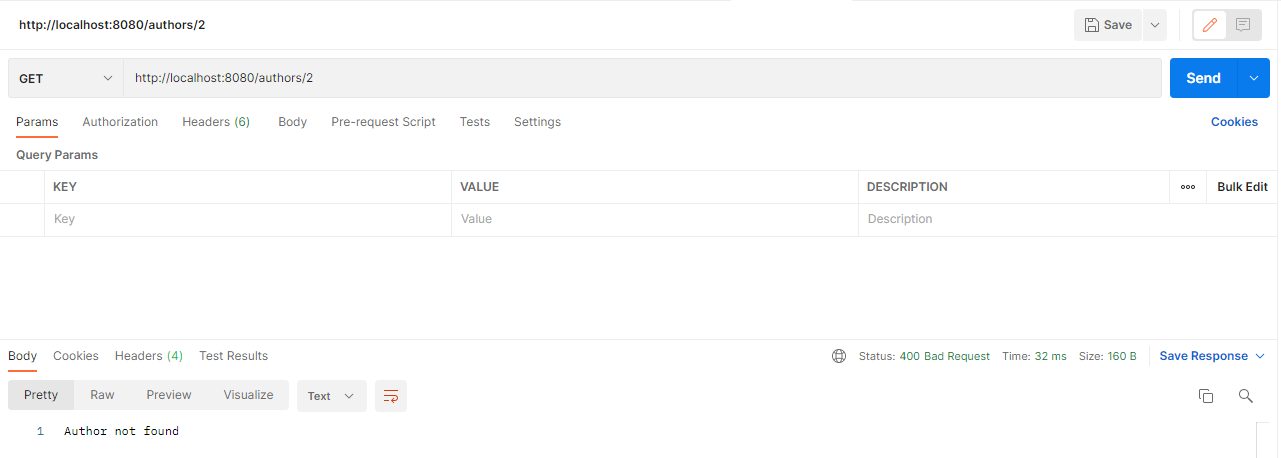 http://localhost:8080/authors/2 Save
GET http://localhost:8080/authors/2 Send
Params Authorization Headers (6) Body Pre-request Script Tests Settings Cookies
Query Params
KEY VALUE DESCRIPTION Bulk Edit
Key Value Description
Body Cookies Headers (4) Test Results Status: 400 Bad Request Time: 32 ms Size: 160 B Save Response
Pretty Raw Preview Visualize Text
1 Author not found